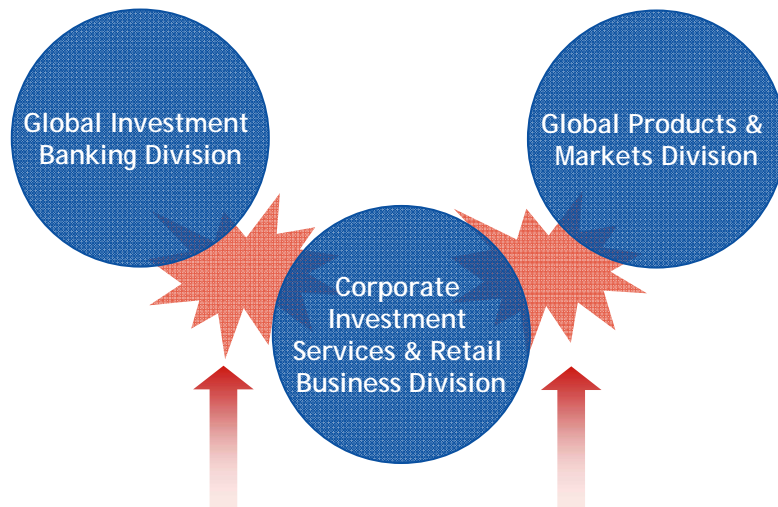 Global Investment
Banking Division
Global Products &
Markets Division
Corporate
Investment
Services & Retail
Business Division